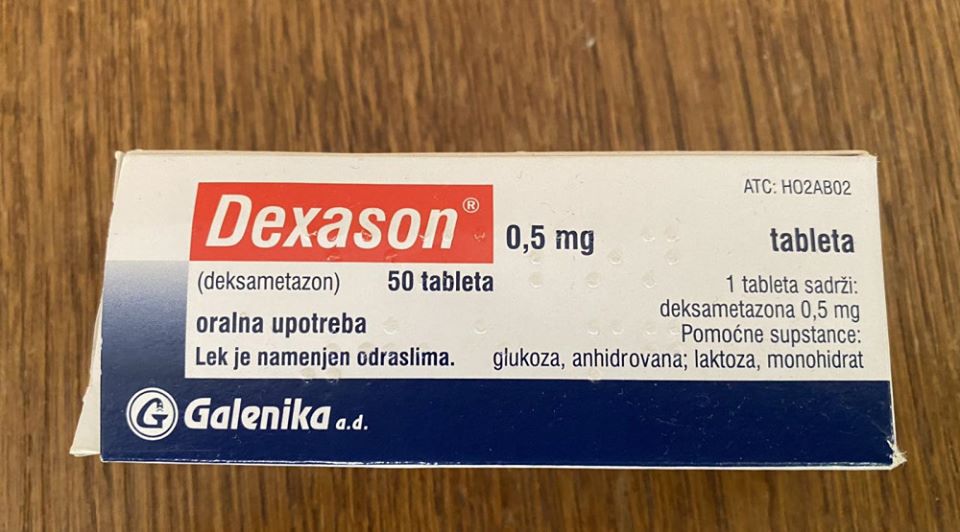 ATC: H02AB02
Dexason® 0,5 mg tableta
(deksametazon) 50 tableta
1 tableta sadrži:
deksametazona 0,5 mg
oralna upotreba
Pomoćne supstance:
Lek je namenjen odraslima.
glukoza, anhidrovana; laktoza, monohidrat
G Galenika a.d.